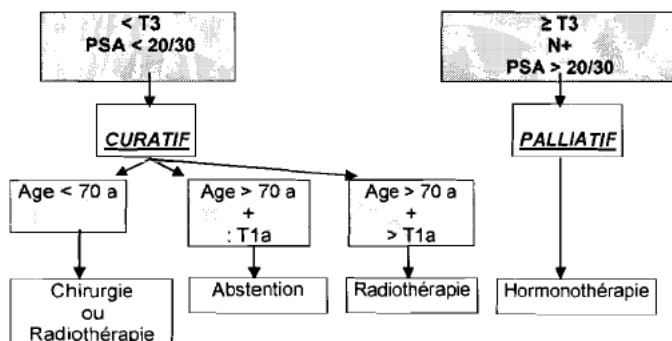 < T3
PSA < 20/30
≥ T3
N+
PSA > 20/30
CURATIF
PALLIATIF
Age < 70 a
Age > 70 a
+
: T1a
Age > 70 a
+
> T1a
Chirurgie
ou
Radiothérapie
Abstention
Radiothérapie
Hormonothérapie